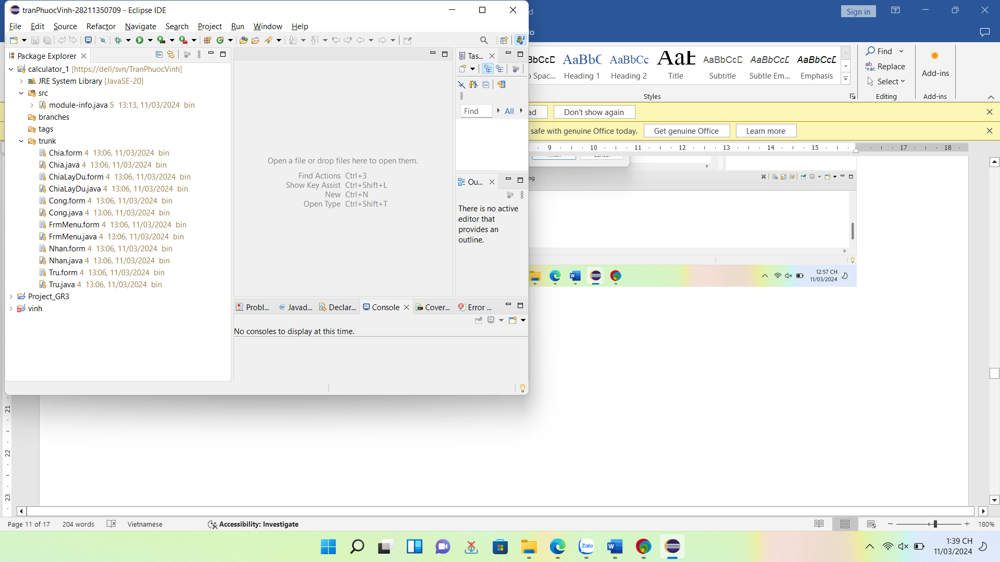 tranPhuocVinh-28211350709 - Eclipse IDE
File Edit Source Refactor Navigate Search Project Run Window Help
Package Explorer
calculator_1 [https://dell/svn/TranPhuocVinh]
JRE System Library [JavaSE-20]
src
module-info.java 5 13:13, 11/03/2024 bin
branches
tags
trunk
Chia.form 4 13:06, 11/03/2024 bin
Chia.java 4 13:06, 11/03/2024 bin
ChiaLayDu.form 4 13:06, 11/03/2024 bin
ChiaLayDu.java 4 13:06, 11/03/2024 bin
Cong.form 4 13:06, 11/03/2024 bin
Cong.java 4 13:06, 11/03/2024 bin
FrmMenu.form 4 13:06, 11/03/2024 bin
FrmMenu.java 4 13:06, 11/03/2024 bin
Nhan.form 4 13:06, 11/03/2024 bin
Nhan.java 4 13:06, 11/03/2024 bin
Tru.form 4 13:06, 11/03/2024 bin
Tru.java 4 13:06, 11/03/2024 bin
Project_GR3
vinh
Open a file or drop files here to open them.
Find Actions Ctrl+3
Show Key Assist Ctrl+Shift+L
New Ctrl+N
Open Type Ctrl+Shift+T
Tas...
Find All
Ou...
There is no active
editor that
provides an
outline.
Probl... @ Javad... Declar... Console Cover... Error ...
No consoles to display at this time.
d
Sign in
o
BbCcD AaBbC AaBbCc AaB AaBbCcD AaBbCcD AaBbCcD
o Spac... Heading 1 Heading 2 Title Subtitle Subtle Em... Emphasis
Styles
Find
Replace
Select
Editing
Add-ins
Add-ins
ad Don't show again
safe with genuine Office today. Get genuine Office Learn more
9 10 11 12 13 14 15 17 18
og
12:57 CH
11/03/2024
21
22
23
Page 11 of 17 204 words Vietnamese Accessibility: Investigate 180%
Zalo
1:39 CH
11/03/2024